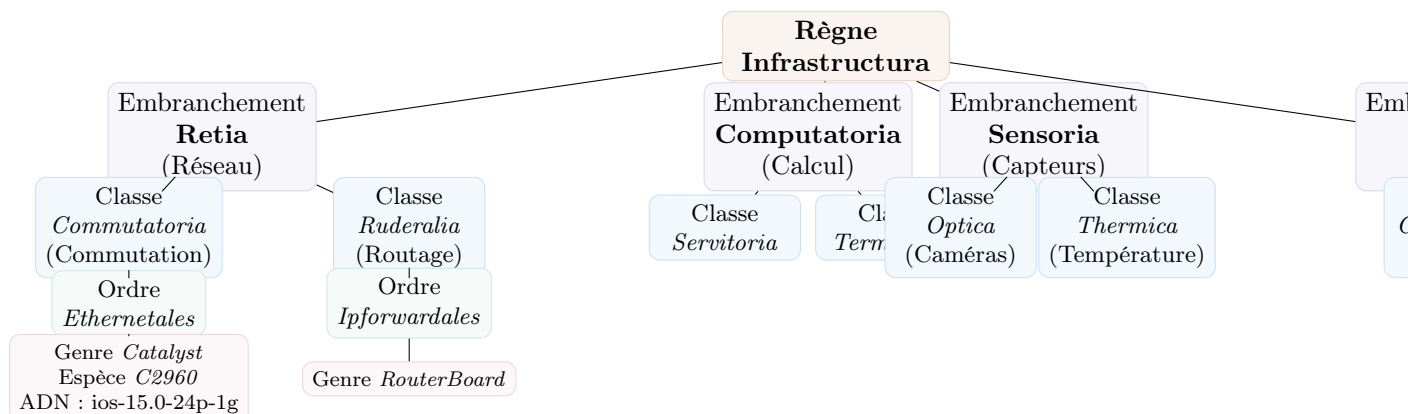 Règne
Infrastructura
Embranchement
Retia
(Réseau)
Embranchement
Computatoria
(Calcul)
Embranchement
Sensoria
(Capteurs)
Classe
Commutatoria
(Commutation)
Classe
Ruderalia
(Routage)
Classe
Servitoria
Classe
Optica
(Caméras)
Classe
Thermica
(Température)
Ordre
Ethernetales
Ordre
Ipforwardales
Genre Catalyst
Espèce C2960
ADN : ios-15.0-24p-1g
Genre RouterBoard